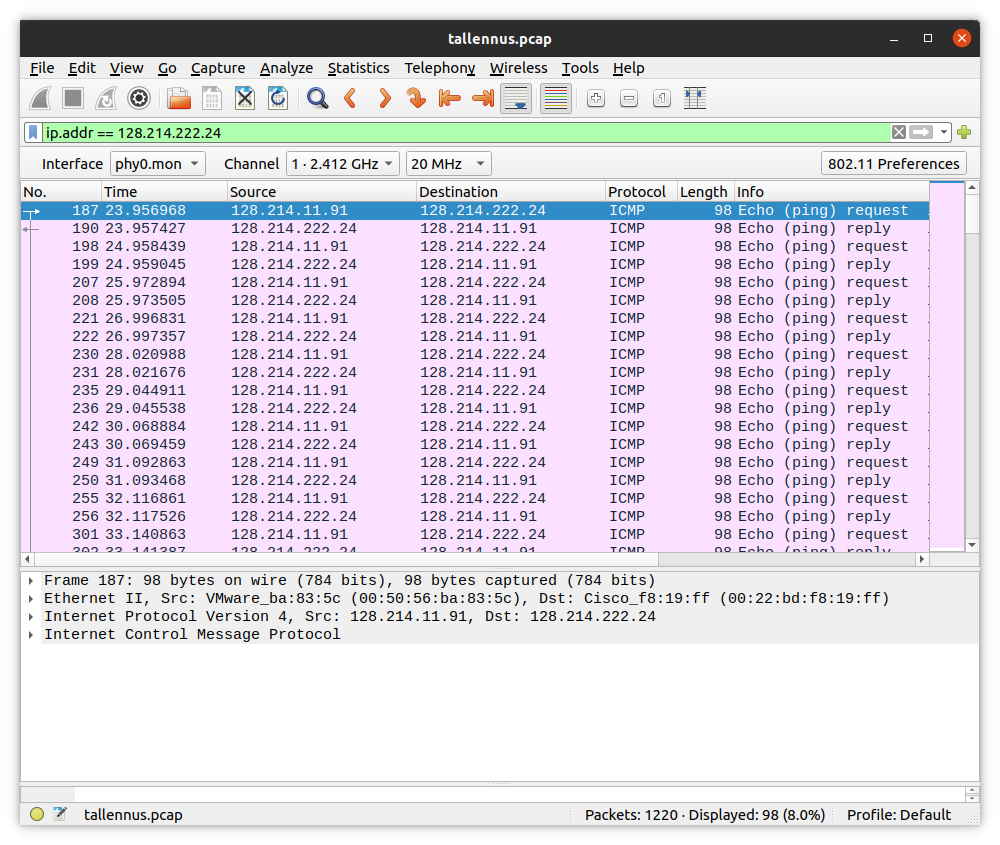 tallennus.pcap
File Edit View Go Capture Analyze Statistics Telephony Wireless Tools Help
ip.addr == 128.214.222.24
Interface phy0.mon Channel 1 · 2.412 GHz 20 MHz 802.11 Preferences
No. Time Source Destination Protocol Length Info
187 23.956968 128.214.11.91 128.214.222.24 ICMP 98 Echo (ping) request
190 23.957427 128.214.222.24 128.214.11.91 ICMP 98 Echo (ping) reply
198 24.958439 128.214.11.91 128.214.222.24 ICMP 98 Echo (ping) request
199 24.959045 128.214.222.24 128.214.11.91 ICMP 98 Echo (ping) reply
207 25.972894 128.214.11.91 128.214.222.24 ICMP 98 Echo (ping) request
208 25.973505 128.214.222.24 128.214.11.91 ICMP 98 Echo (ping) reply
221 26.996831 128.214.11.91 128.214.222.24 ICMP 98 Echo (ping) request
222 26.997357 128.214.222.24 128.214.11.91 ICMP 98 Echo (ping) reply
230 28.020988 128.214.11.91 128.214.222.24 ICMP 98 Echo (ping) request
231 28.021676 128.214.222.24 128.214.11.91 ICMP 98 Echo (ping) reply
235 29.044911 128.214.11.91 128.214.222.24 ICMP 98 Echo (ping) request
236 29.045538 128.214.222.24 128.214.11.91 ICMP 98 Echo (ping) reply
242 30.068884 128.214.11.91 128.214.222.24 ICMP 98 Echo (ping) request
243 30.069459 128.214.222.24 128.214.11.91 ICMP 98 Echo (ping) reply
249 31.092863 128.214.11.91 128.214.222.24 ICMP 98 Echo (ping) request
250 31.093468 128.214.222.24 128.214.11.91 ICMP 98 Echo (ping) reply
255 32.116861 128.214.11.91 128.214.222.24 ICMP 98 Echo (ping) request
256 32.117526 128.214.222.24 128.214.11.91 ICMP 98 Echo (ping) reply
301 33.140863 128.214.11.91 128.214.222.24 ICMP 98 Echo (ping) request
302 33.141387 128.214.222.24 128.214.11.91 ICMP 98 Echo (ping) reply
Frame 187: 98 bytes on wire (784 bits), 98 bytes captured (784 bits)
Ethernet II, Src: VMware_ba:83:5c (00:50:56:ba:83:5c), Dst: Cisco_f8:19:ff (00:22:bd:f8:19:ff)
Internet Protocol Version 4, Src: 128.214.11.91, Dst: 128.214.222.24
Internet Control Message Protocol
tallennus.pcap Packets: 1220 · Displayed: 98 (8.0%) Profile: Default